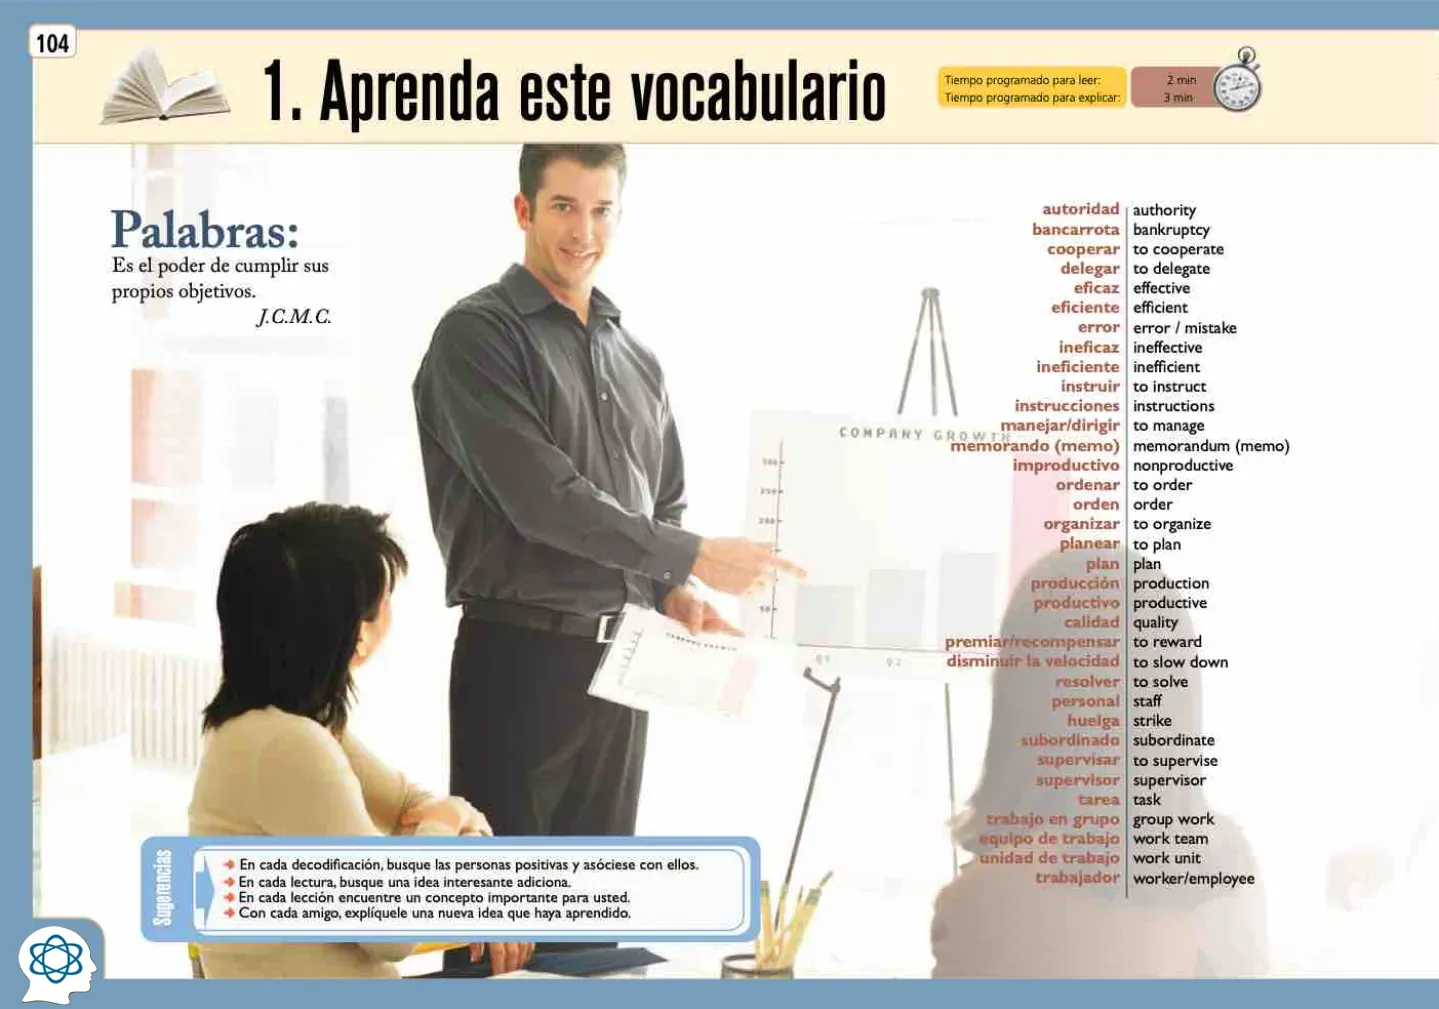 104
1. Aprenda este vocabulario
Tiempo programado para leer: 2 min
Tiempo programado para explicar: 3 min
Palabras:
Es el poder de cumplir sus
propios objetivos.
J.C.M.C.
COMPANY GROWTH
50
Q1
Q2
autoridad authority
bancarrota bankruptcy
cooperar to cooperate
delegar to delegate
eficaz effective
eficiente efficient
error error / mistake
ineficaz ineffective
ineficiente inefficient
instruir to instruct
instrucciones instructions
manejar/dirigir to manage
memorando (memo) memorandum (memo)
improductivo nonproductive
ordenar to order
orden order
organizar to organize
planear to plan
plan plan
producción production
productivo productive
calidad quality
premiar/recompensar to reward
disminuir la velocidad to slow down
resolver to solve
personal staff
huelga strike
subordinado subordinate
supervisar to supervise
supervisor supervisor
tarea task
trabajo en grupo group work
equipo de trabajo work team
unidad de trabajo work unit
trabajador worker/employee
Sugerencias
En cada decodificación, busque las personas positivas y asóciese con ellos.
En cada lectura, busque una idea interesante adiciona.
En cada lección encuentre un concepto importante para usted.
Con cada amigo, explíquele una nueva idea que haya aprendido.